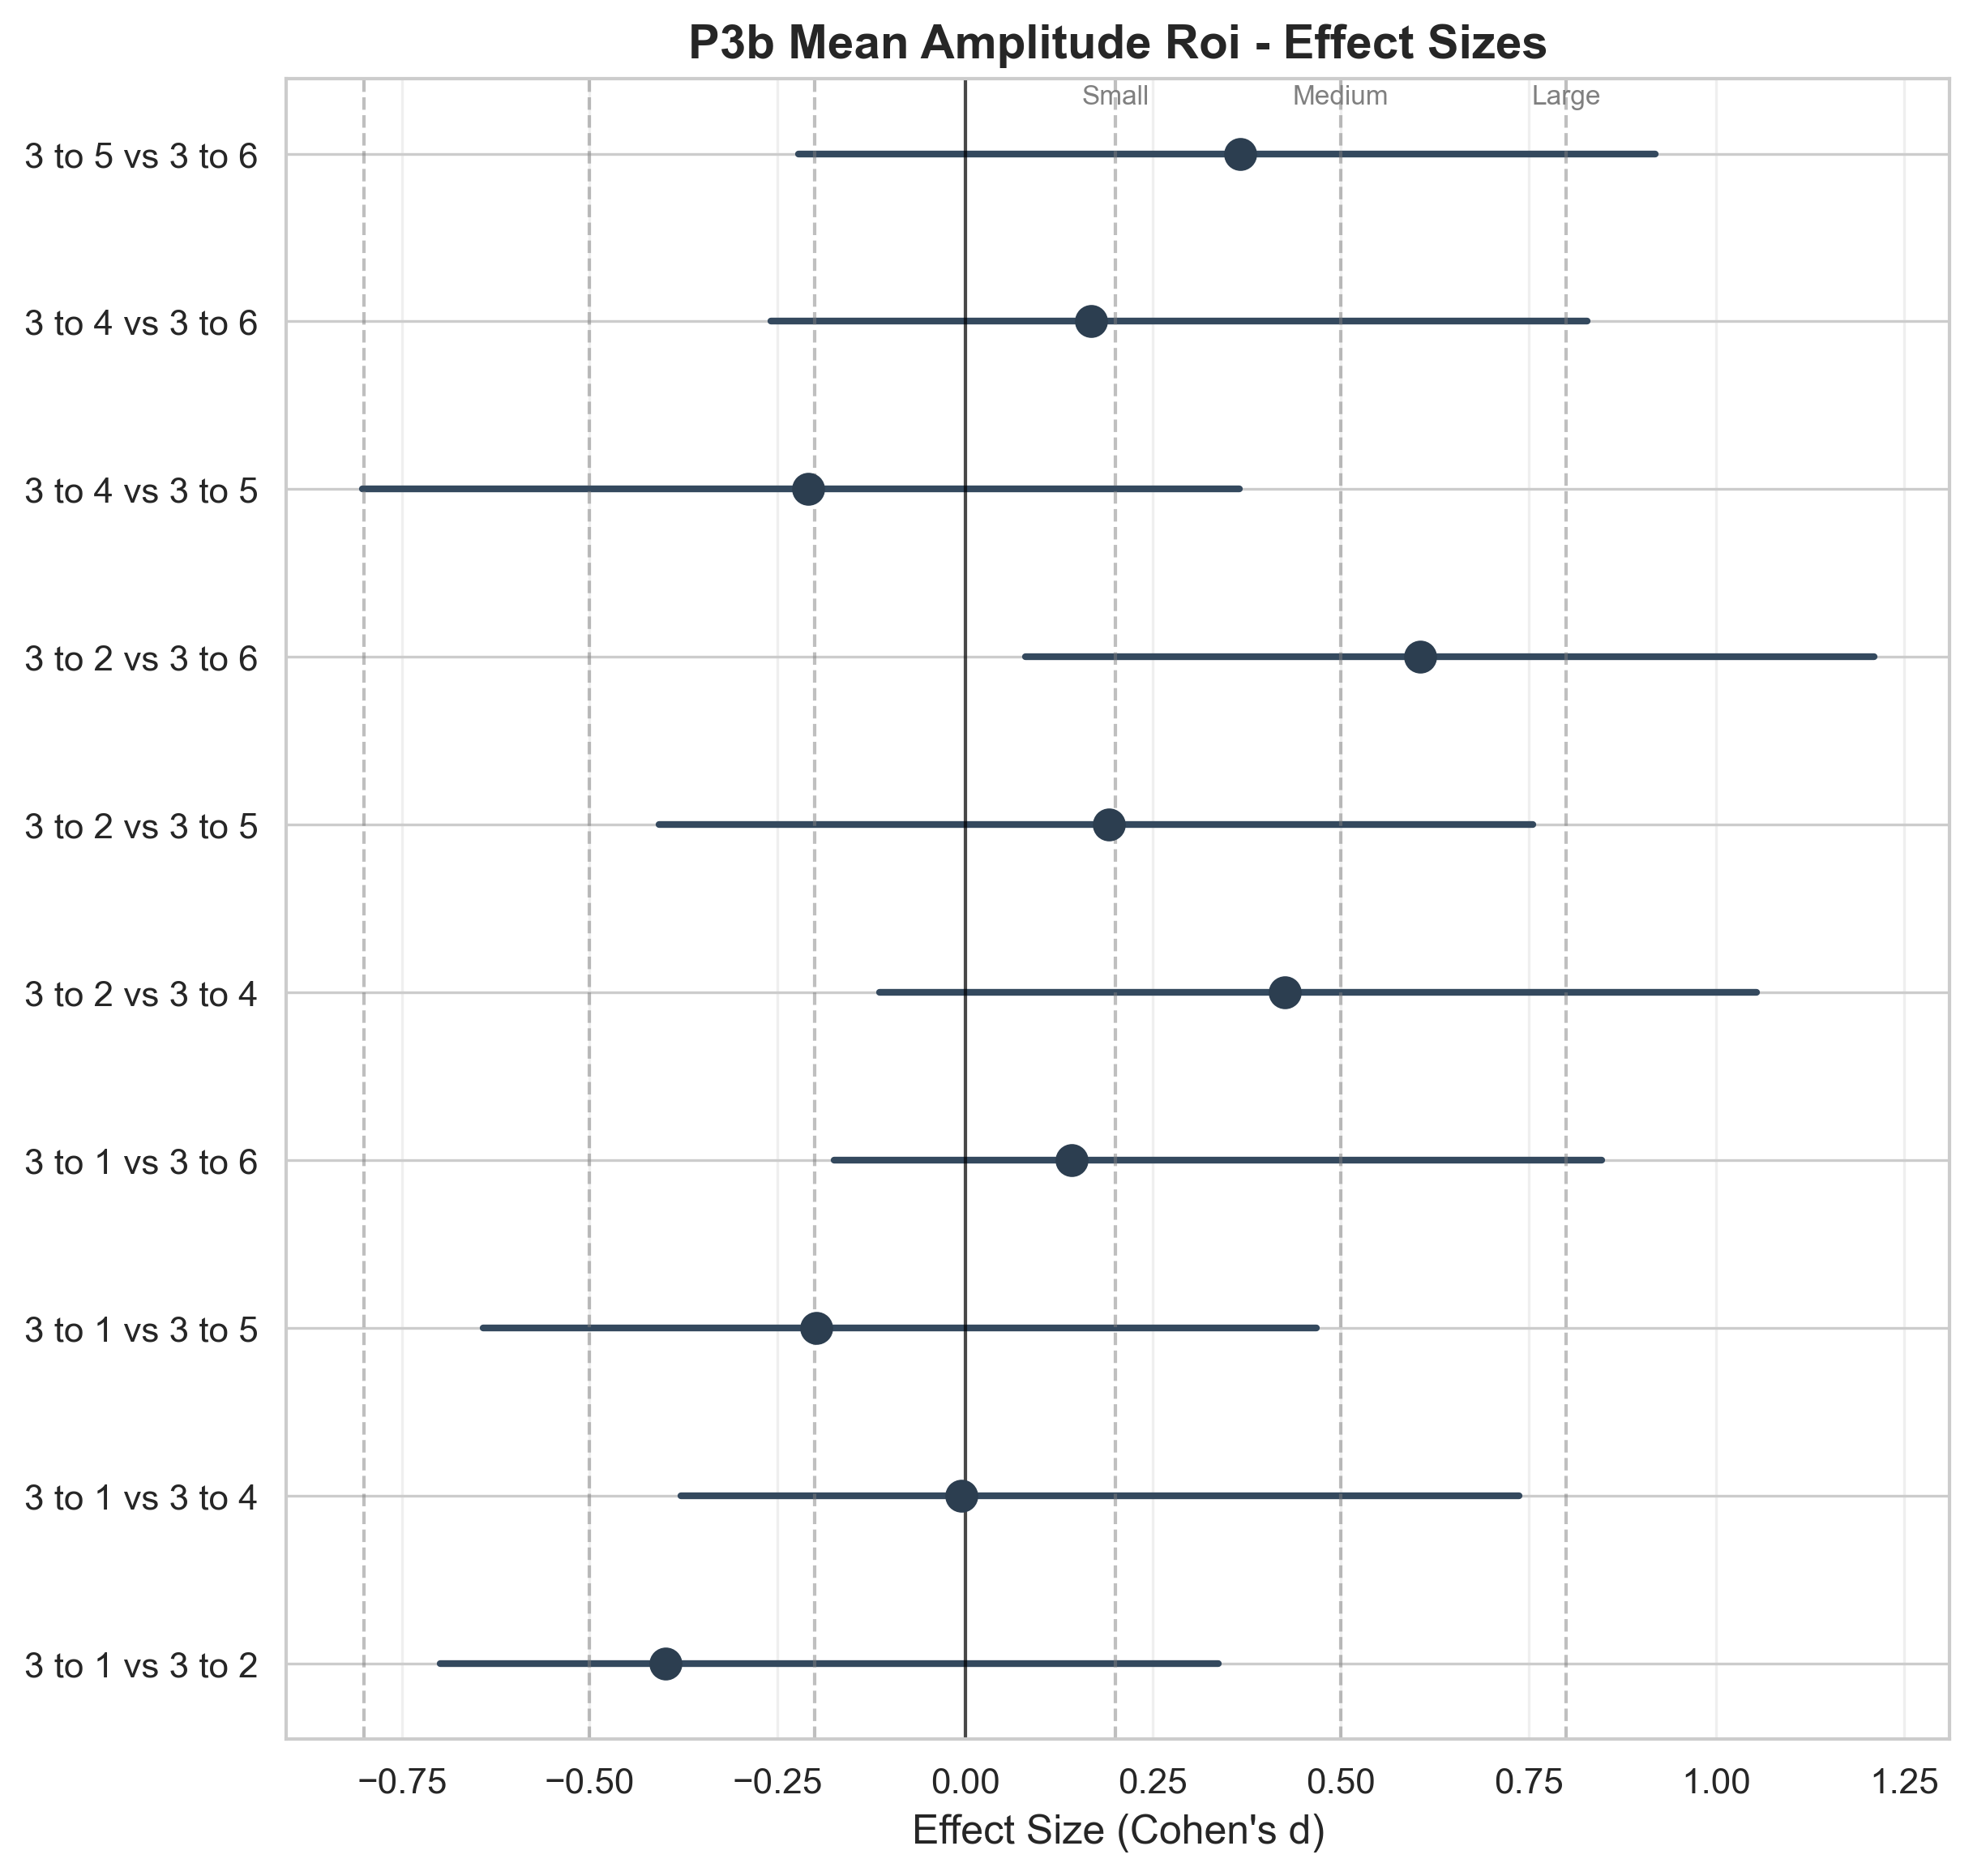 P3b Mean Amplitude Roi - Effect Sizes
Small Medium Large
3 to 5 vs 3 to 6
3 to 4 vs 3 to 6
3 to 4 vs 3 to 5
3 to 2 vs 3 to 6
3 to 2 vs 3 to 5
3 to 2 vs 3 to 4
3 to 1 vs 3 to 6
3 to 1 vs 3 to 5
3 to 1 vs 3 to 4
3 to 1 vs 3 to 2
−0.75 −0.50 −0.25 0.00 0.25 0.50 0.75 1.00 1.25
Effect Size (Cohen's d)